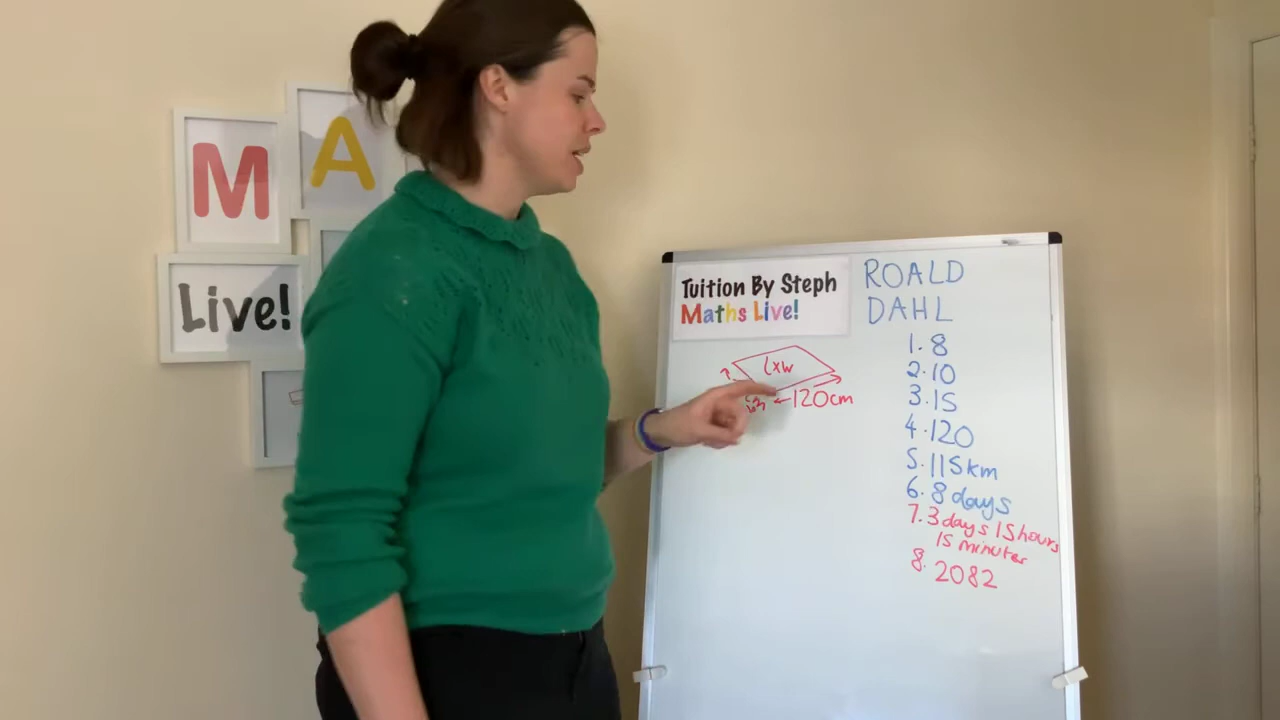 M
A
Live!
Tuition By Steph
Maths Live!
lxw
120cm
ROALD
DAHL
1. 8
2. 10
3. 15
4. 120
5. 115km
6. 8 days
7. 3 days 15 hours
15 minutes
8. 2082